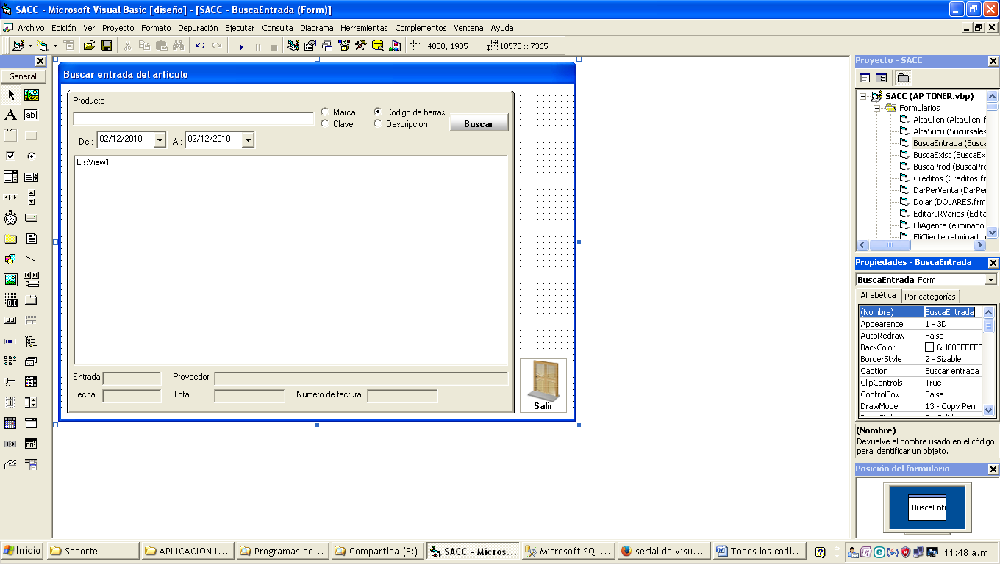 SACC - Microsoft Visual Basic [diseño] - [SACC - BuscaEntrada (Form)]
Archivo Edición Ver Proyecto Formato Depuración Ejecutar Consulta Diagrama Herramientas Complementos Ventana Ayuda
4800, 1935 10575 x 7365
General
A ab|
xv
OLE
Buscar entrada del articulo
Producto
Marca Codigo de barras
Clave Descripcion
Buscar
De : 02/12/2010 A : 02/12/2010
ListView1
Entrada Proveedor
Fecha Total Numero de factura
Salir
Proyecto - SACC
SACC (AP TONER.vbp)
Formularios
AltaClien (AltaClien.f
AltaSucu (Sucursales
BuscaEntrada (Busca
BuscaExist (BuscaEx
BuscaProd (BuscaPro
Creditos (Creditos.fr
DarPerVenta (DarPer
Dolar (DOLARES.frm
EditarJRVarios (Edita
EliAgente (eliminado
EliCliente (eliminado
Propiedades - BuscaEntrada
BuscaEntrada Form
Alfabética Por categorías
(Nombre) BuscaEntrada
Appearance 1 - 3D
AutoRedraw False
BackColor &H00FFFFFF
BorderStyle 2 - Sizable
Caption Buscar entrada
ClipControls True
ControlBox False
DrawMode 13 - Copy Pen
(Nombre)
Devuelve el nombre usado en el código
para identificar un objeto.
Posición del formulario
BuscaEntr
Inicio Soporte APLICACION I... Programas de... Compartida (E:) SACC - Micros... Microsoft SQL... serial de visu... Todos los codi... 11:48 a.m.